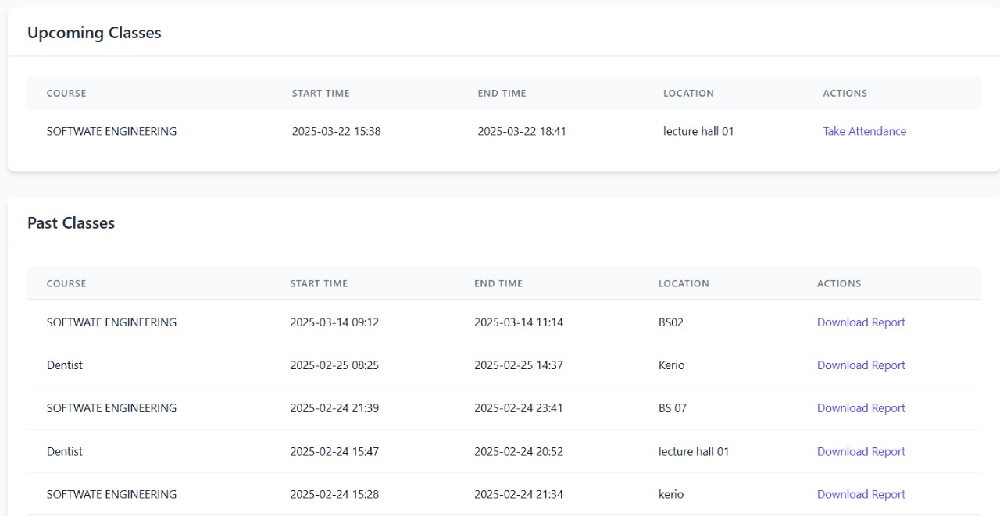 Upcoming Classes
COURSE START TIME END TIME LOCATION ACTIONS
SOFTWATE ENGINEERING 2025-03-22 15:38 2025-03-22 18:41 lecture hall 01 Take Attendance
Past Classes
COURSE START TIME END TIME LOCATION ACTIONS
SOFTWATE ENGINEERING 2025-03-14 09:12 2025-03-14 11:14 BS02 Download Report
Dentist 2025-02-25 08:25 2025-02-25 14:37 Kerio Download Report
SOFTWATE ENGINEERING 2025-02-24 21:39 2025-02-24 23:41 BS 07 Download Report
Dentist 2025-02-24 15:47 2025-02-24 20:52 lecture hall 01 Download Report
SOFTWATE ENGINEERING 2025-02-24 15:28 2025-02-24 21:34 kerio Download Report